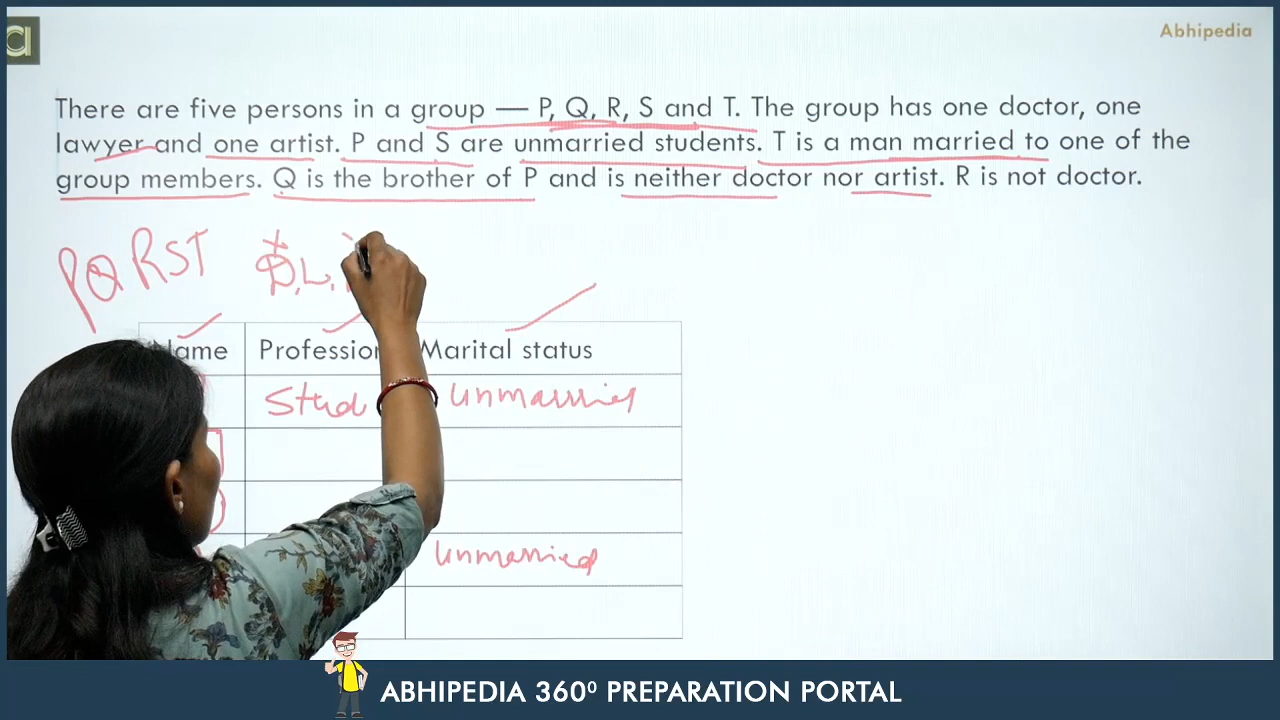 a
Abhipedia
There are five persons in a group — P, Q, R, S and T. The group has one doctor, one
lawyer and one artist. P and S are unmarried students. T is a man married to one of the
group members. Q is the brother of P and is neither doctor nor artist. R is not doctor.
PQRST D, L,
Name Profession Marital status
Stud unmarried
unmarried
ABHIPEDIA 360⁰ PREPARATION PORTAL